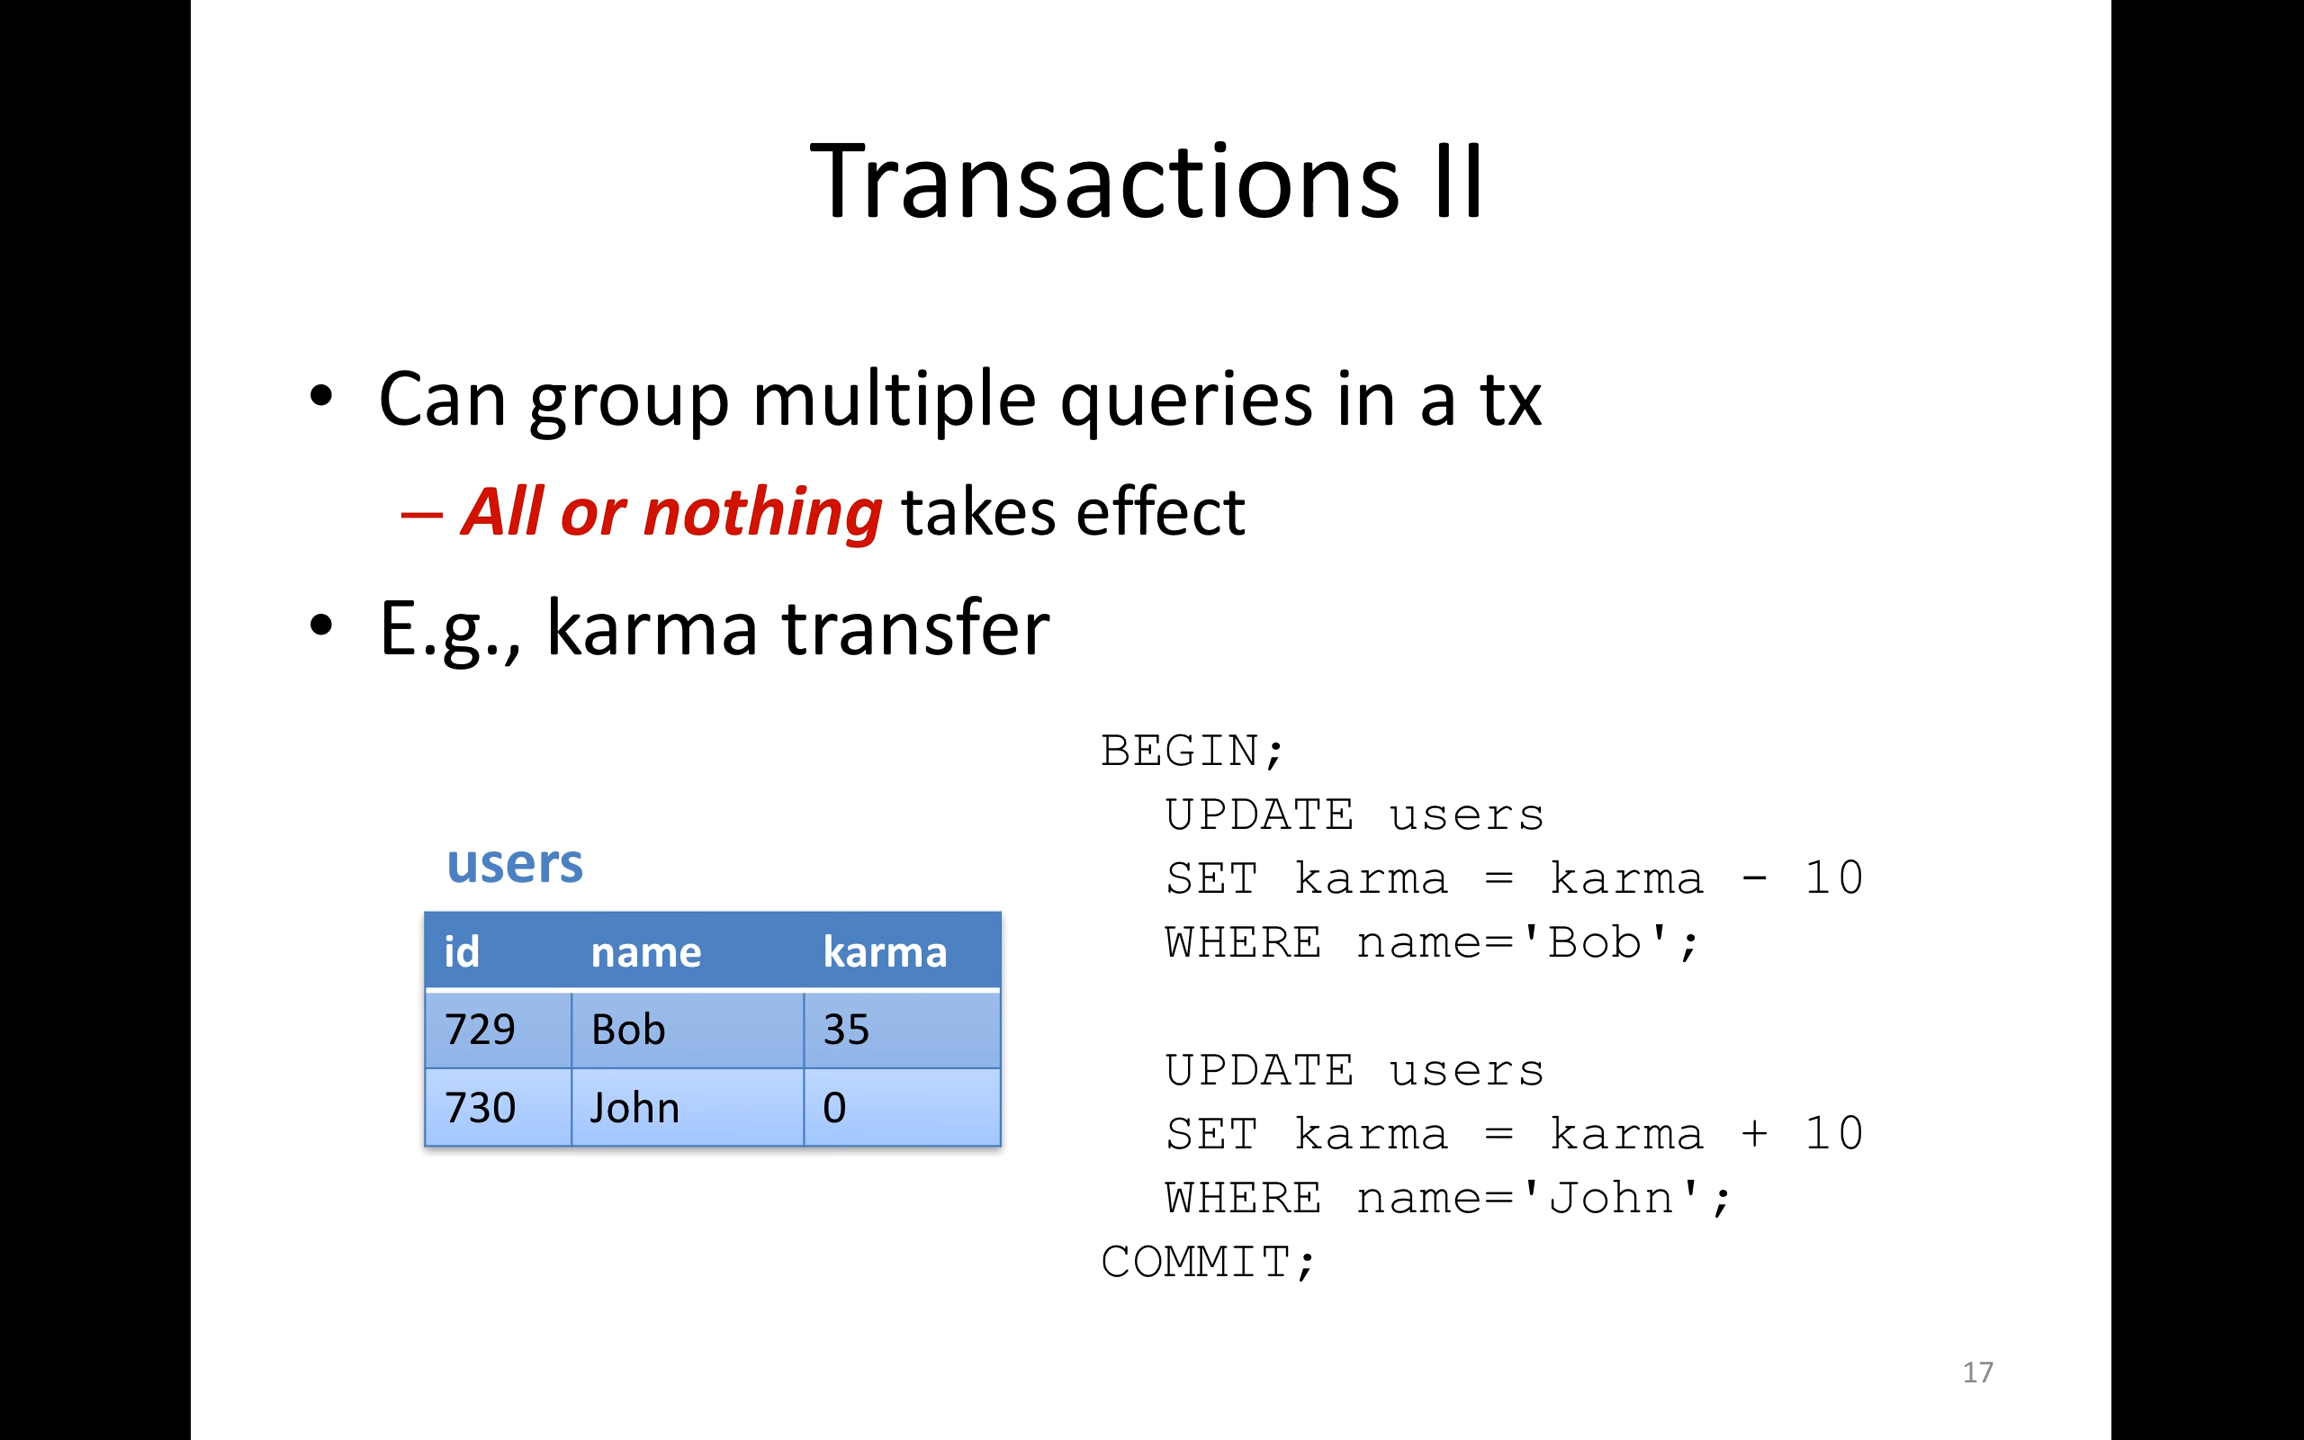 Transactions II
• Can group multiple queries in a tx
– All or nothing takes effect
• E.g., karma transfer
users
id name karma
729 Bob 35
730 John 0
BEGIN;
UPDATE users
SET karma = karma - 10
WHERE name='Bob';
UPDATE users
SET karma = karma + 10
WHERE name='John';
COMMIT;
17